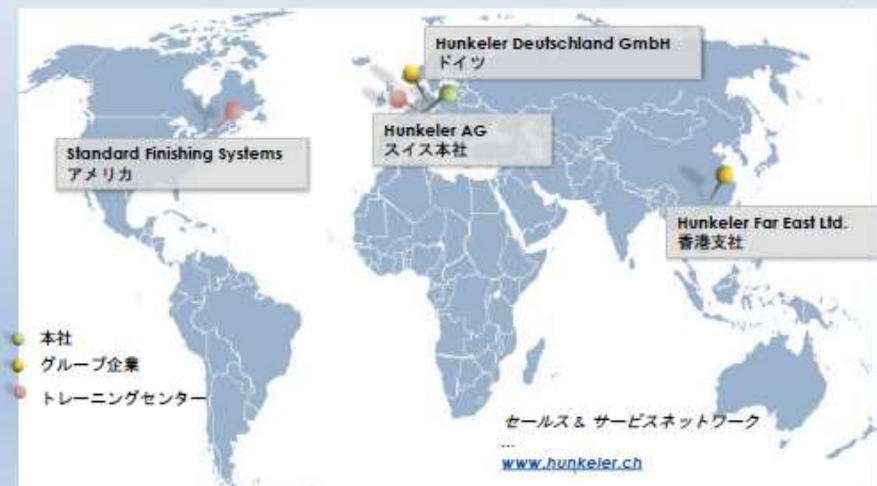 Hunkeler Deutschland GmbH
ドイツ
Hunkeler AG
スイス本社
Standard Finishing Systems
アメリカ
Hunkeler Far East Ltd.
香港支社
本社
グループ企業
トレーニングセンター
セールス & サービスネットワーク
...
www.hunkeler.ch